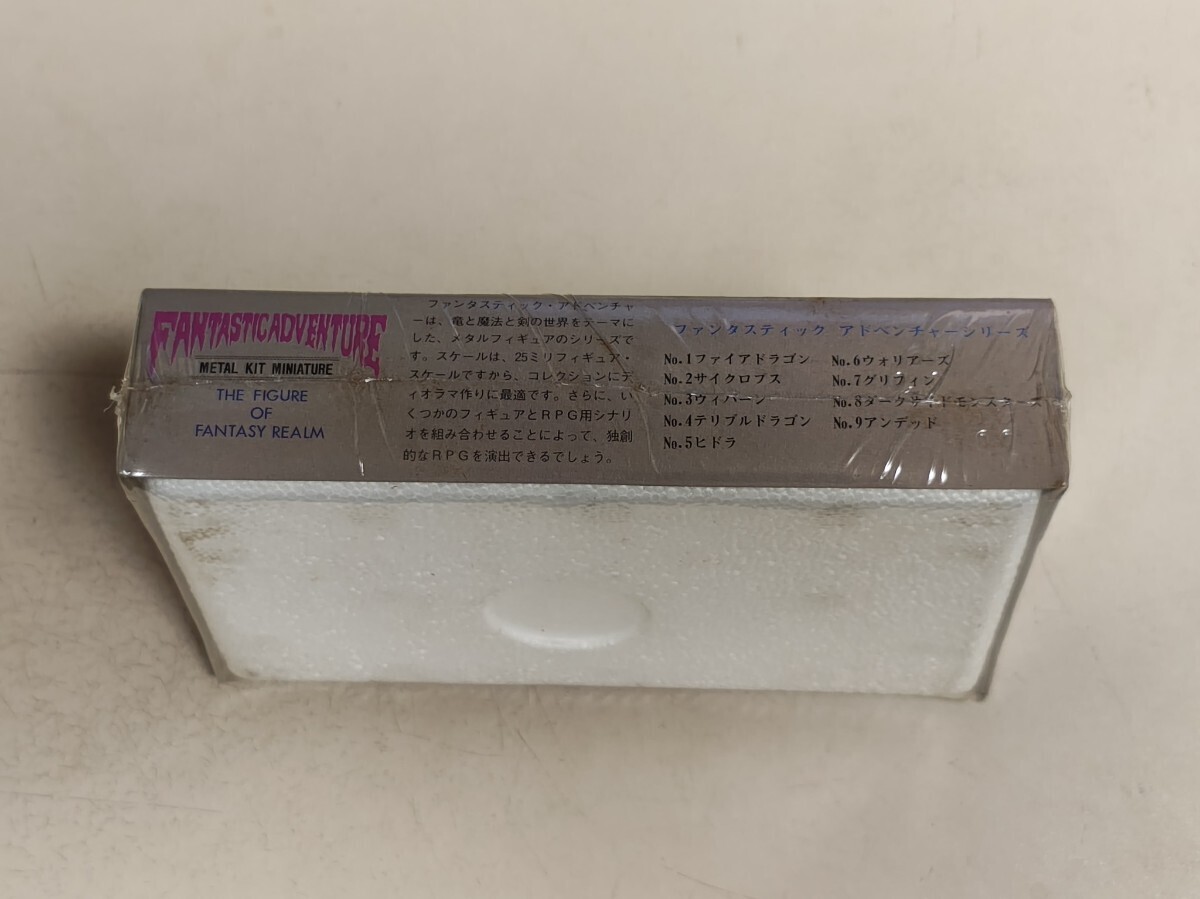 FANTASTIC ADVENTURE
METAL KIT MINIATURE
THE FIGURE
OF
FANTASY REALM
ファンタスティック・アドベンチャ
ーは、竜と魔法と剣の世界をテーマに
した、メタルフィギュアのシリーズで
す。スケールは、25ミリフィギュア・
スケールですから、コレクションにデ
ィオラマ作りに最適です。さらに、い
くつかのフィギュアとRPG用シナリ
オを組み合わせることによって、独創
的なRPGを演出できるでしょう。
ファンタスティック アドベンチャーシリーズ
No.1ファイアドラゴン
No.2サイクロプス
No.3ウィバーン
No.4テリブルドラゴン
No.5ヒドラ
No.6ウォリアーズ
No.7グリフィン
No.8ダークサイドモンスターズ
No.9アンデッド